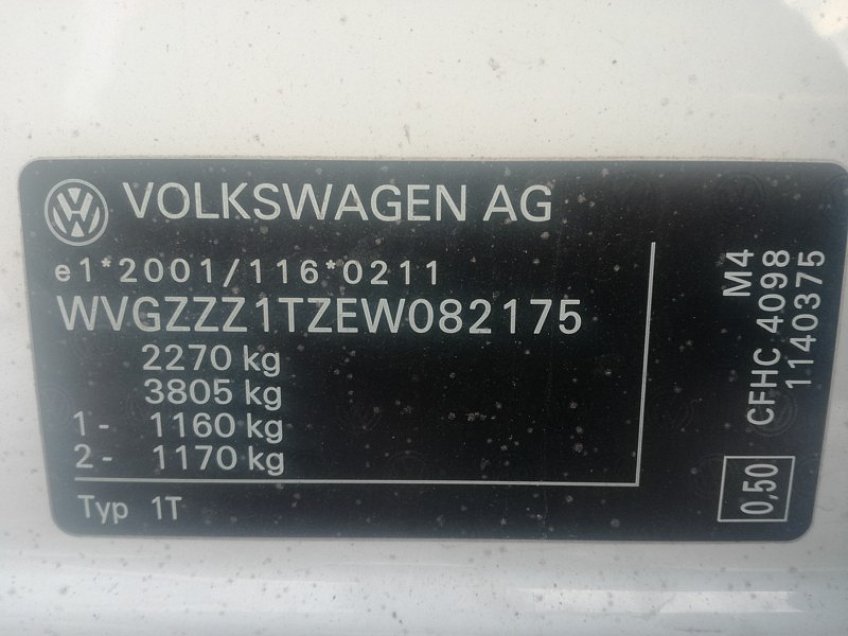 VOLKSWAGEN AG
e1*2001/116*0211
WVGZZZ1TZEW082175
2270 kg
3805 kg
1- 1160 kg
2- 1170 kg
Typ 1T
M4
CFHC 4098
1140375
0,50